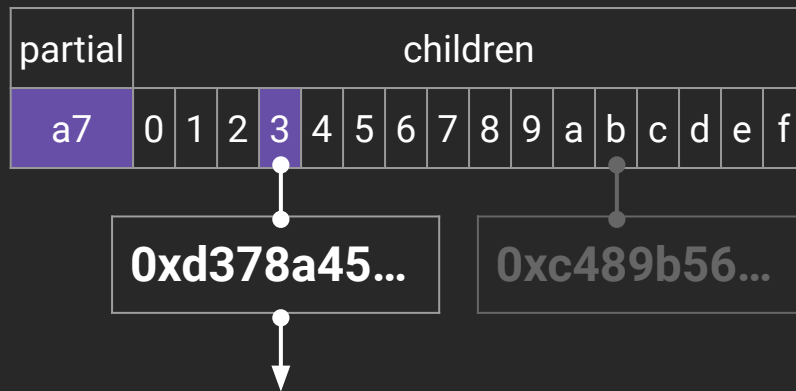 partial children
a7 0 1 2 3 4 5 6 7 8 9 a b c d e f
0xd378a45... 0xc489b56...